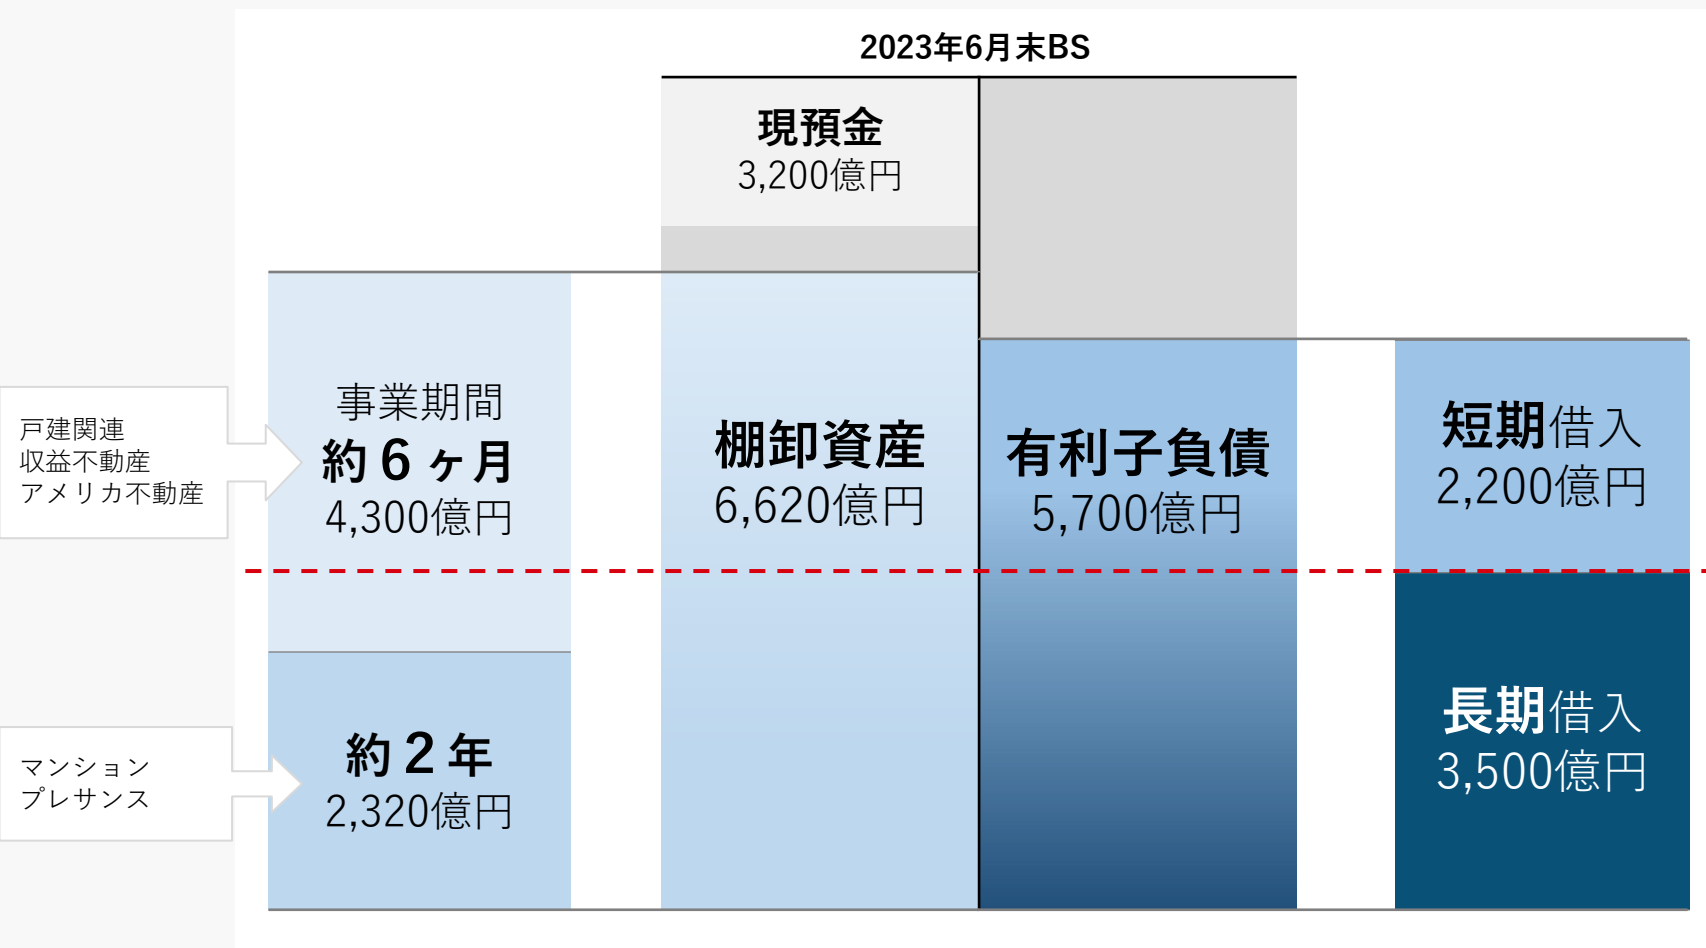 2023年6月末BS
現預金
3,200億円
戸建関連
収益不動産
アメリカ不動産
事業期間
約６ヶ月
4,300億円
棚卸資産
6,620億円
有利子負債
5,700億円
短期借入
2,200億円
マンション
プレサンス
約２年
2,320億円
長期借入
3,500億円